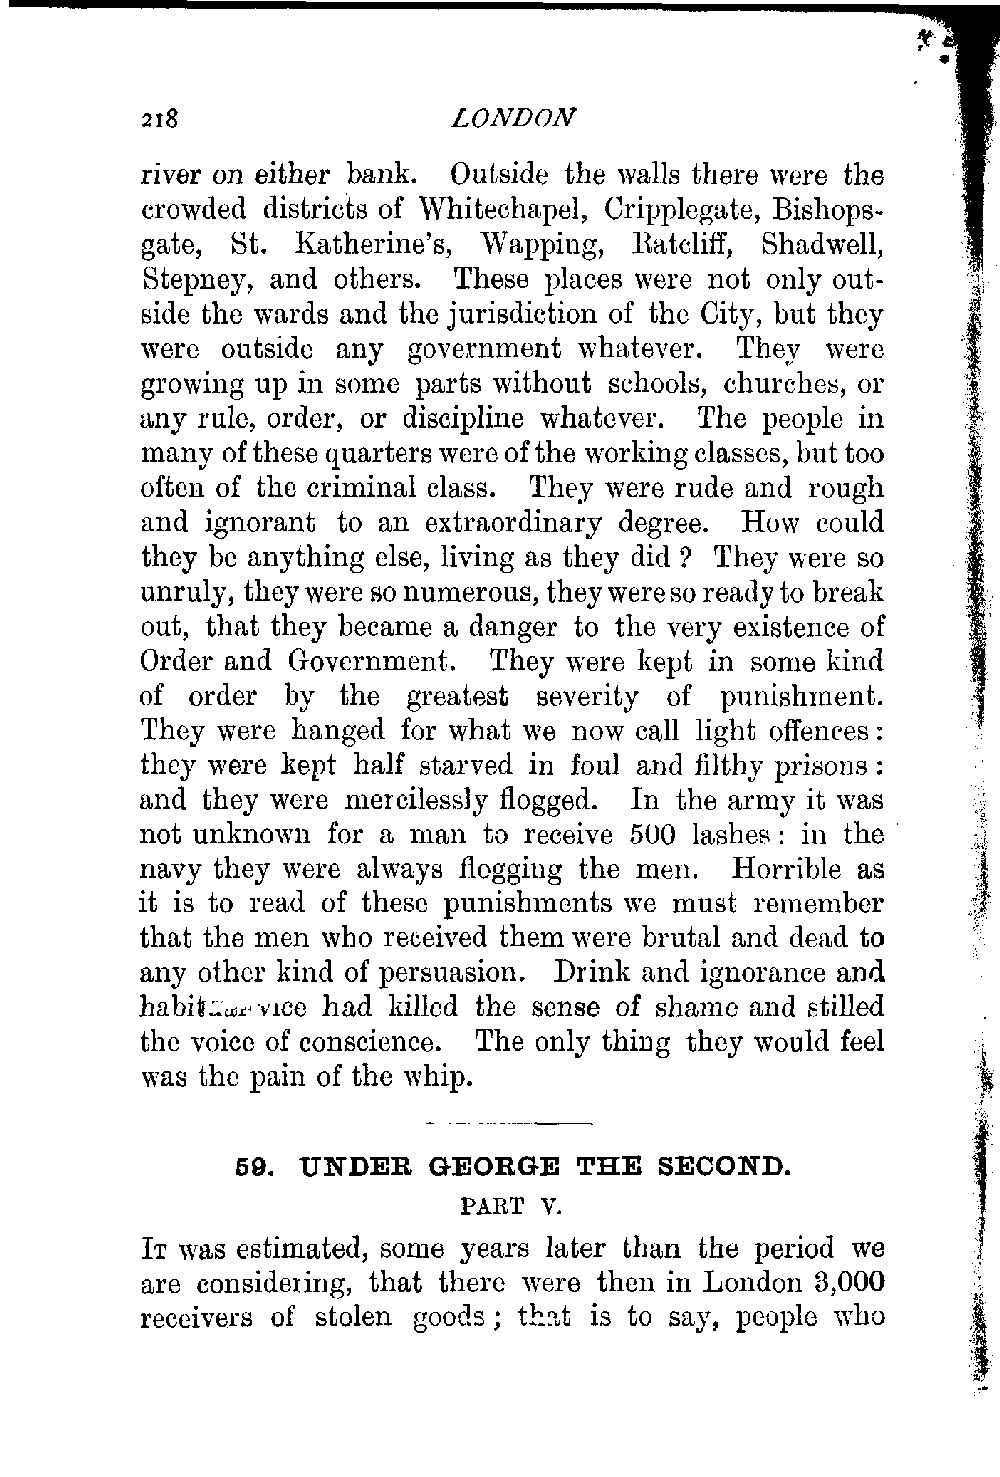 218 LONDON
river on either bank. Outside the walls there were the
crowded districts of Whitechapel, Cripplegate, Bishops-
gate, St. Katherine's, Wapping, Ratcliff, Shadwell,
Stepney, and others. These places were not only out-
side the wards and the jurisdiction of the City, but they
were outside any government whatever. They were
growing up in some parts without schools, churches, or
any rule, order, or discipline whatever. The people in
many of these quarters were of the working classes, but too
often of the criminal class. They were rude and rough
and ignorant to an extraordinary degree. How could
they be anything else, living as they did? They were so
unruly, they were so numerous, they were so ready to break
out, that they became a danger to the very existence of
Order and Government. They were kept in some kind
of order by the greatest severity of punishment.
They were hanged for what we now call light offences:
they were kept half starved in foul and filthy prisons:
and they were mercilessly flogged. In the army it was
not unknown for a man to receive 500 lashes: in the
navy they were always flogging the men. Horrible as
it is to read of these punishments we must remember
that the men who received them were brutal and dead to
any other kind of persuasion. Drink and ignorance and
vice had killed the sense of shame and stilled
the voice of conscience. The only thing they would feel
was the pain of the whip.
59. UNDER GEORGE THE SECOND.
PART V.
IT was estimated, some years later than the period we
are considering, that there were then in London 3,000
receivers of stolen goods; that is to say, people who